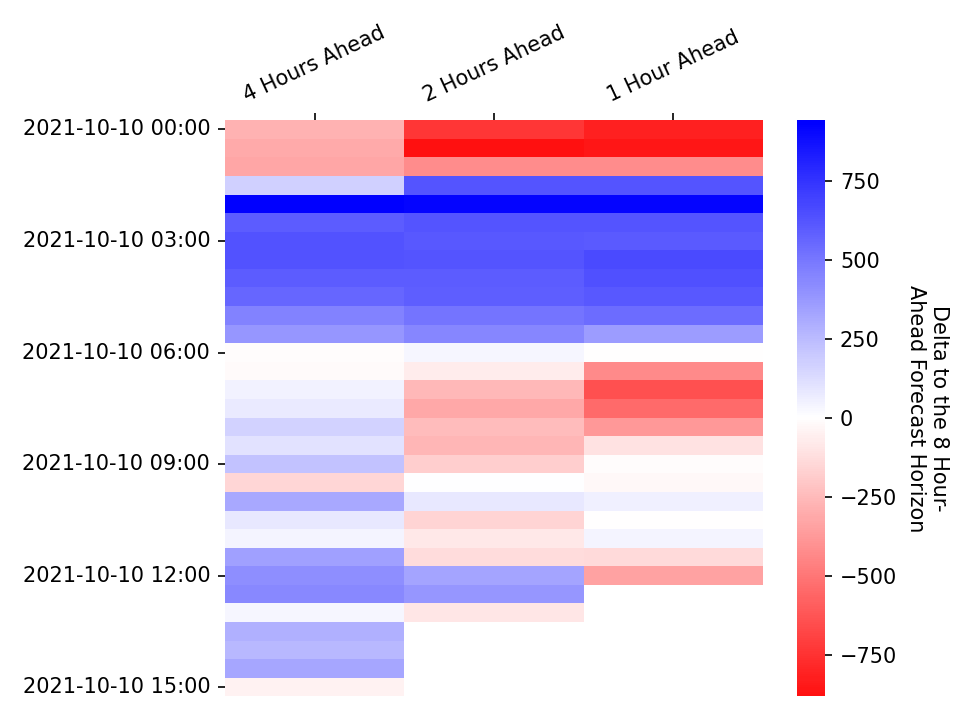 4 Hours Ahead
2 Hours Ahead
1 Hour Ahead
2021-10-10 00:00
2021-10-10 03:00
2021-10-10 06:00
2021-10-10 09:00
2021-10-10 12:00
2021-10-10 15:00
750
500
250
0
−250
−500
−750
Delta to the 8 Hour-
Ahead Forecast Horizon